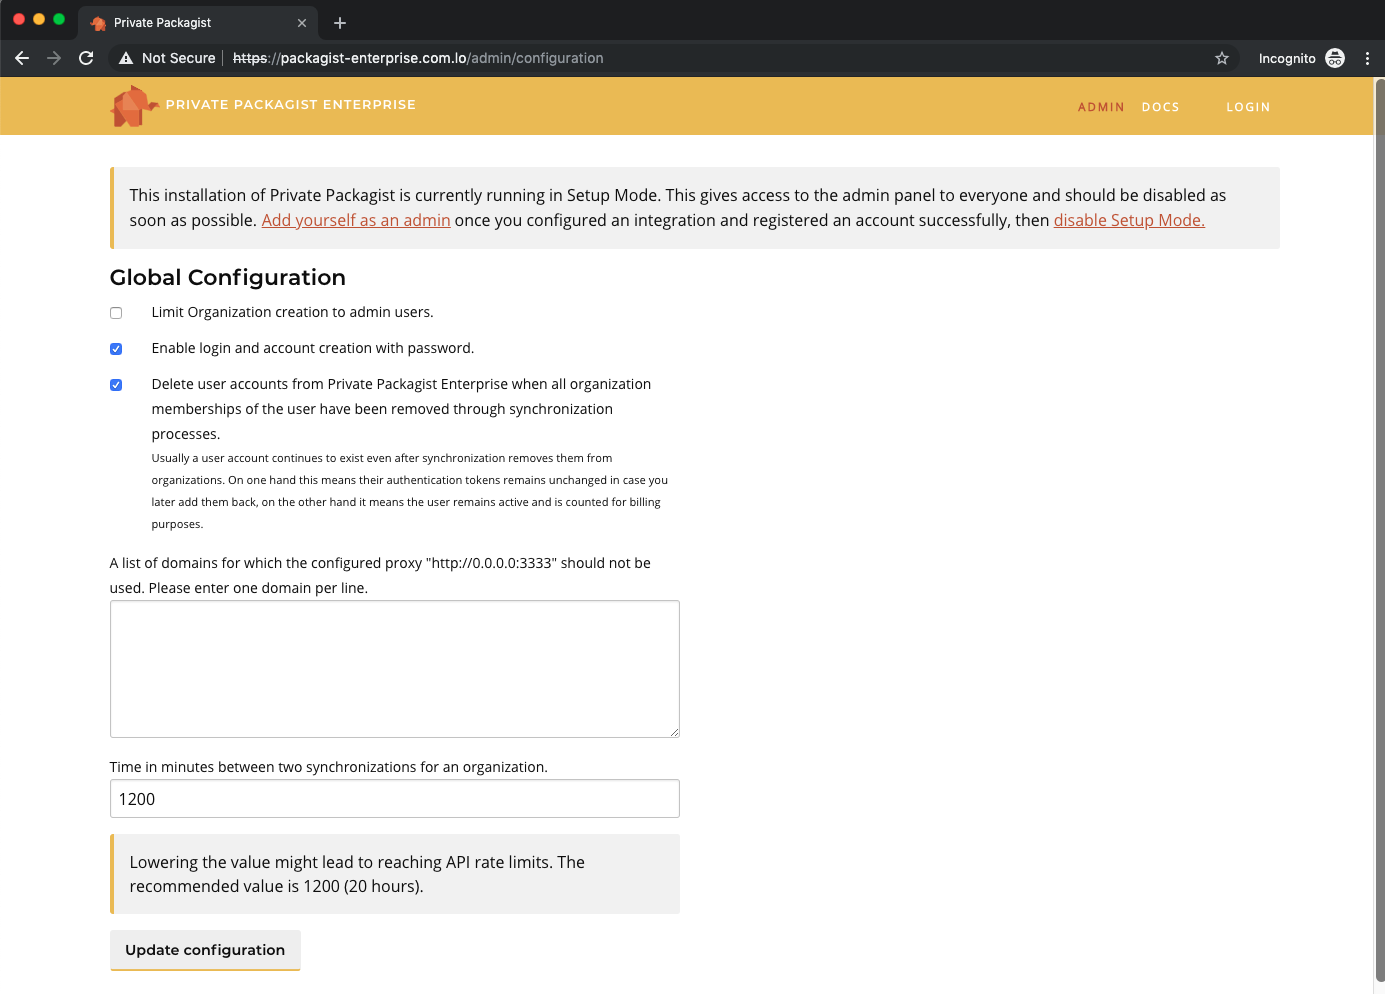 Private Packagist
Not Secure https://packagist-enterprise.com.lo/admin/configuration Incognito
PRIVATE PACKAGIST ENTERPRISE
ADMIN DOCS LOGIN
This installation of Private Packagist is currently running in Setup Mode. This gives access to the admin panel to everyone and should be disabled as
soon as possible. Add yourself as an admin once you configured an integration and registered an account successfully, then disable Setup Mode.
Global Configuration
Limit Organization creation to admin users.
Enable login and account creation with password.
Delete user accounts from Private Packagist Enterprise when all organization
memberships of the user have been removed through synchronization
processes.
Usually a user account continues to exist even after synchronization removes them from
organizations. On one hand this means their authentication tokens remains unchanged in case you
later add them back, on the other hand it means the user remains active and is counted for billing
purposes.
A list of domains for which the configured proxy "http://0.0.0.0:3333" should not be
used. Please enter one domain per line.
Time in minutes between two synchronizations for an organization.
1200
Lowering the value might lead to reaching API rate limits. The
recommended value is 1200 (20 hours).
Update configuration